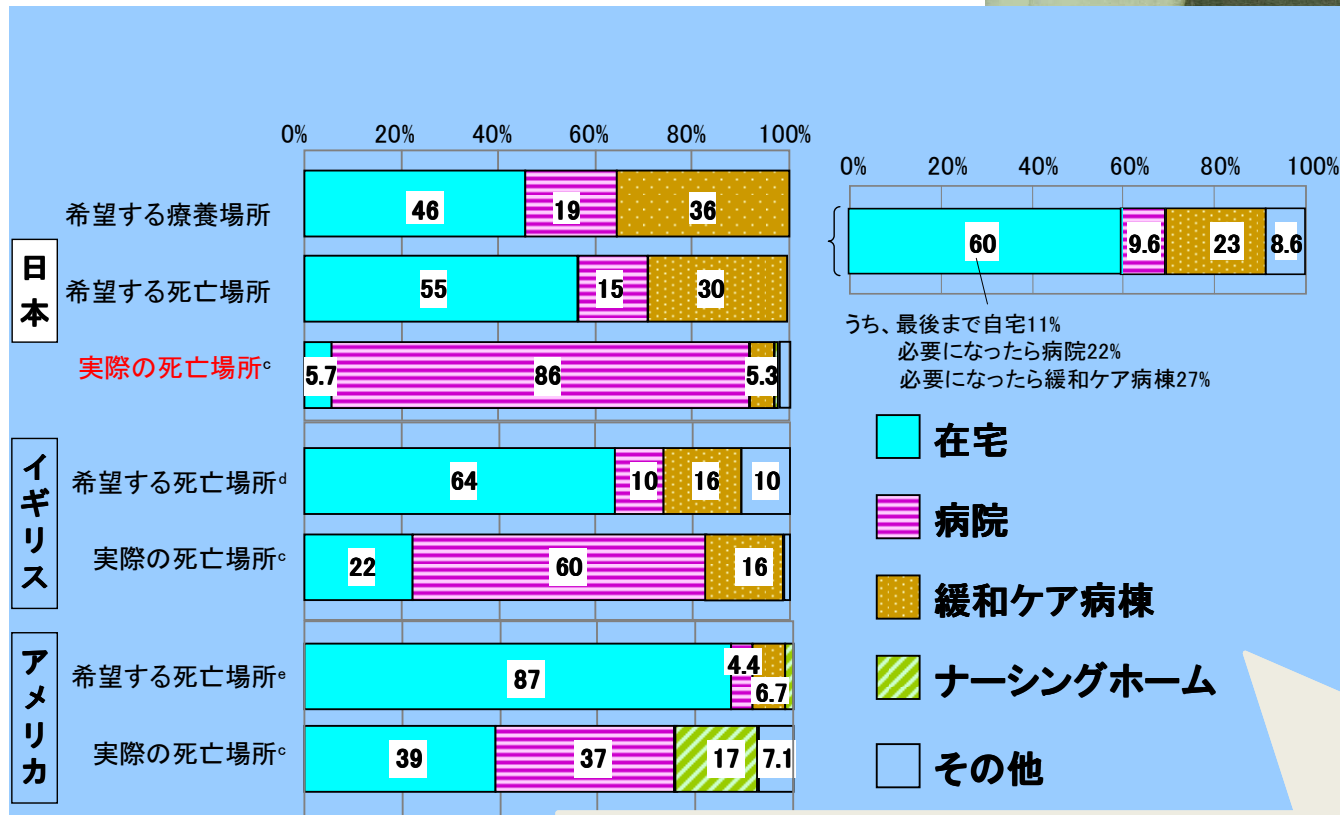 0% 20% 40% 60% 80% 100%
日本
希望する療養場所 46 19 36
希望する死亡場所 55 15 30
実際の死亡場所c 5.7 86 5.3
イギリス
希望する死亡場所d 64 10 16 10
実際の死亡場所c 22 60 16
アメリカ
希望する死亡場所e 87 4.4 6.7
実際の死亡場所c 39 37 17 7.1
0% 20% 40% 60% 80% 100%
60 9.6 23 8.6
うち、最後まで自宅11%
必要になったら病院22%
必要になったら緩和ケア病棟27%
在宅
病院
緩和ケア病棟
ナーシングホーム
その他